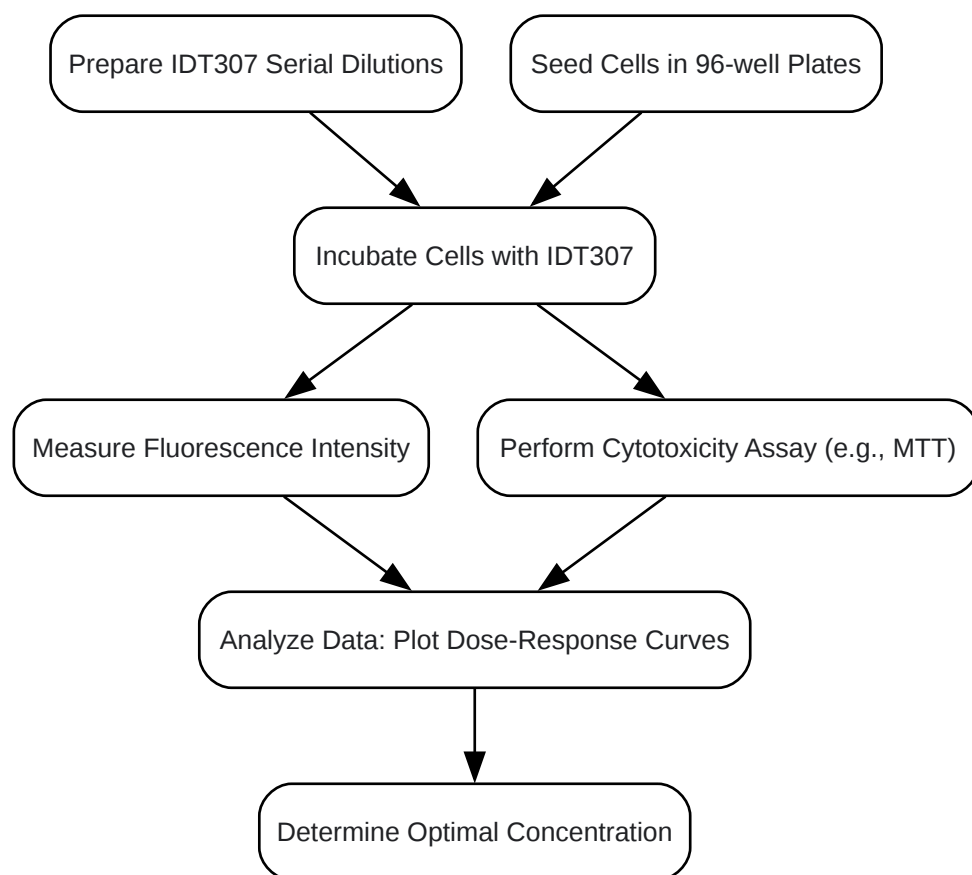 Prepare IDT307 Serial Dilutions
Seed Cells in 96-well Plates
Incubate Cells with IDT307
Measure Fluorescence Intensity
Perform Cytotoxicity Assay (e.g., MTT)
Analyze Data: Plot Dose-Response Curves
Determine Optimal Concentration